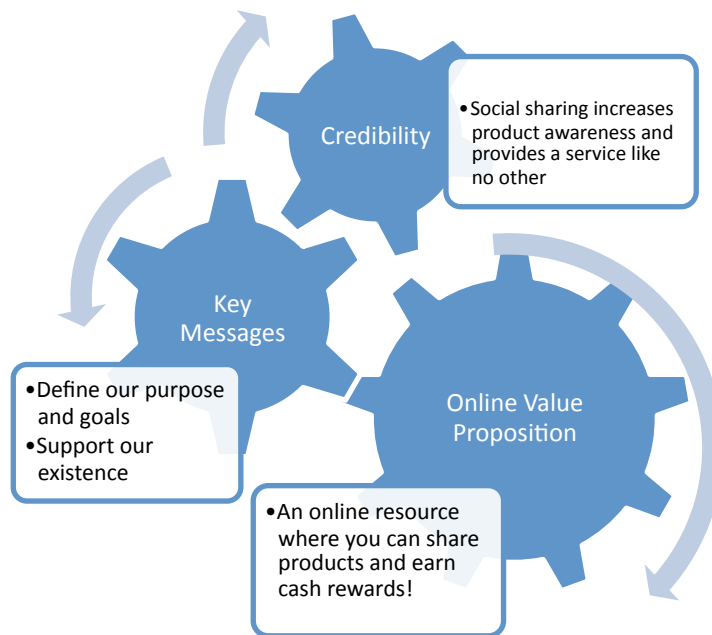 Credibility
•Social sharing increases
product awareness and
provides a service like
no other
Key
Messages
•Define our purpose
and goals
•Support our
existence
Online Value
Proposition
•An online resource
where you can share
products and earn
cash rewards!